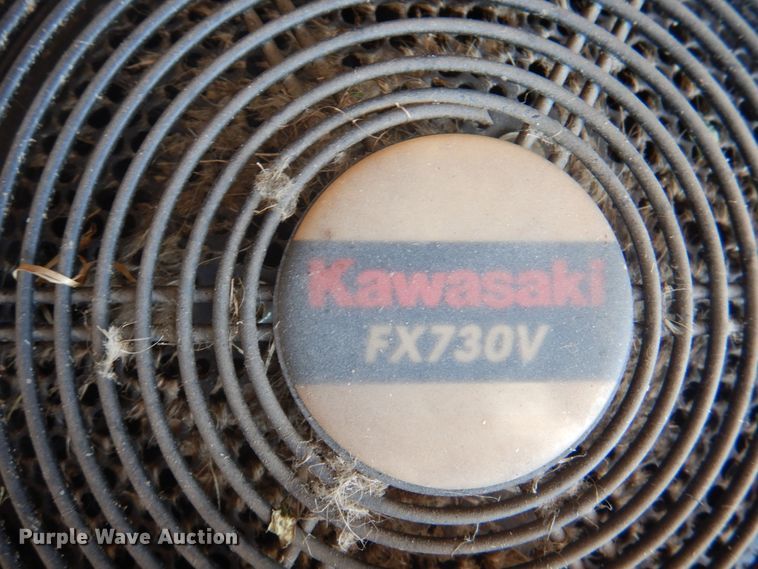 Kawasaki
FX730V
Purple Wave Auction